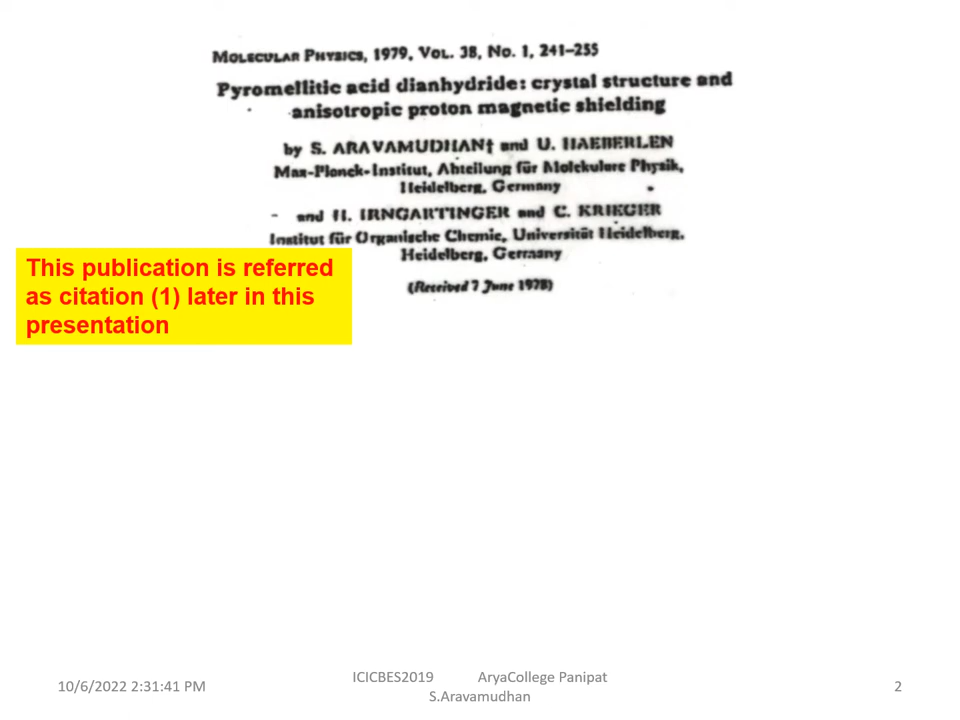 MOLECULAR PHYSICS, 1979, VOL. 38, NO. 1, 241–255
Pyromellitic acid dianhydride: crystal structure and
anisotropic proton magnetic shielding
by S. ARAVAMUDHAN† and U. HAEBERLEN
Max-Planck-Institut, Abteilung für Molekulare Physik,
Heidelberg, Germany
and H. IRNGARTINGER and C. KRIEGER
Institut für Organische Chemie, Universität Heidelberg,
Heidelberg, Germany
(Received 7 June 1978)
This publication is referred
as citation (1) later in this
presentation
10/6/2022 2:31:41 PM
ICICBES2019 AryaCollege Panipat
S.Aravamudhan
2